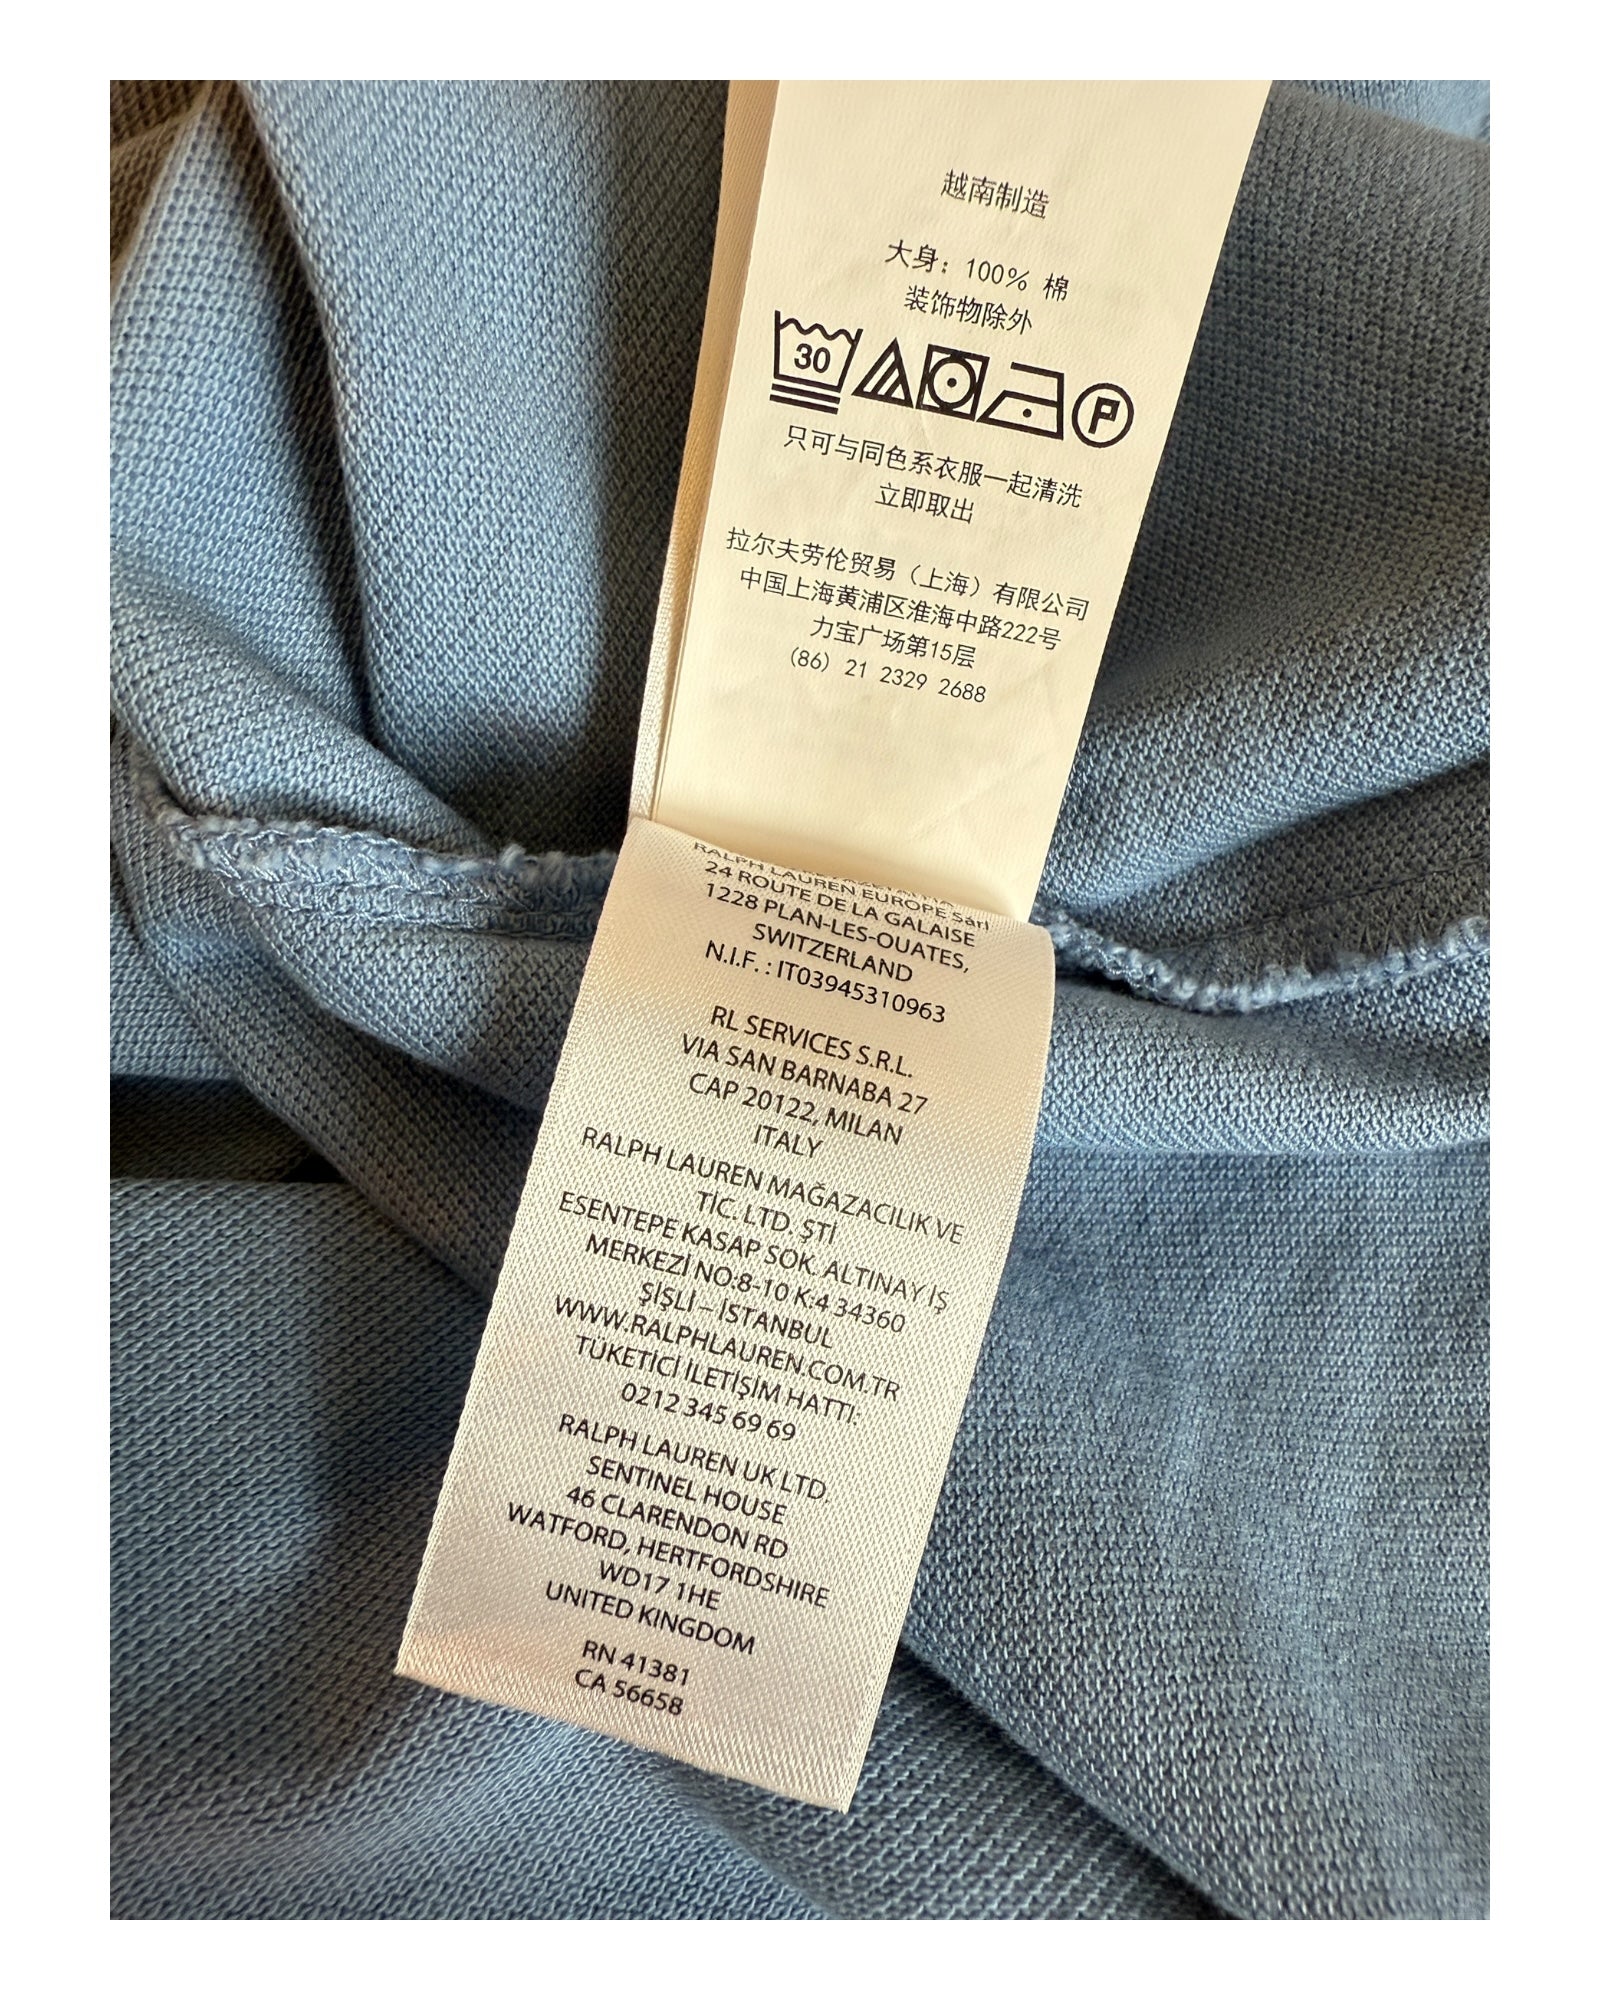 越南制造
大身: 100% 棉
装饰物除外
30
P
只可与同色系衣服一起清洗
立即取出
拉尔夫劳伦贸易（上海）有限公司
中国上海黄浦区淮海中路222号
力宝广场第15层
(86) 21 2329 2688
RALPH LAUREN EUROPE Sàrl
24 ROUTE DE LA GALAISE
1228 PLAN-LES-OUATES,
SWITZERLAND
N.I.F. : IT03945310963
RL SERVICES S.R.L.
VIA SAN BARNABA 27
CAP 20122, MILAN
ITALY
RALPH LAUREN MAĞAZACILIK VE
TİC. LTD. ŞTİ
ESENTEPE KASAP SOK. ALTINAY İŞ
MERKEZİ NO:8-10 K:4 34360
ŞİŞLİ – İSTANBUL
WWW.RALPHLAUREN.COM.TR
TÜKETİCİ İLETİŞİM HATTI:
0212 345 69 69
RALPH LAUREN UK LTD,
SENTINEL HOUSE
46 CLARENDON RD
WATFORD, HERTFORDSHIRE
WD17 1HE
UNITED KINGDOM
RN 41381
CA 56658